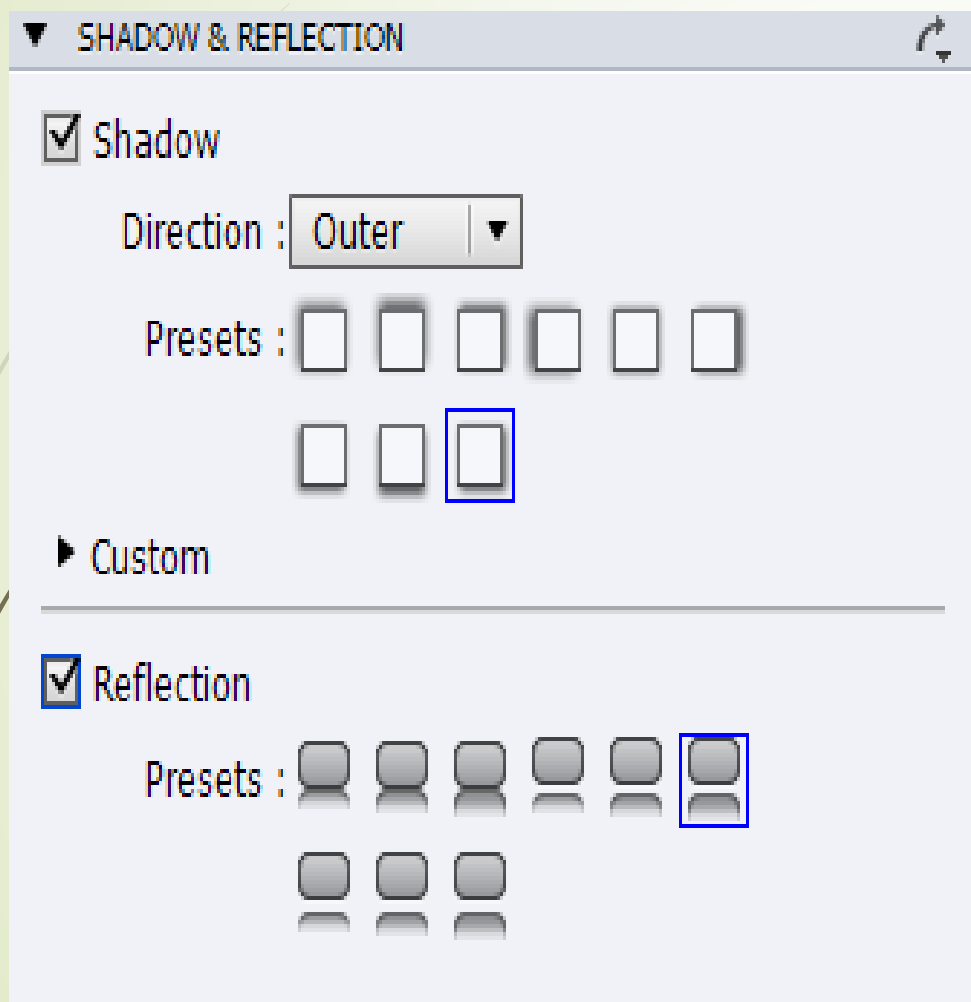 SHADOW & REFLECTION
Shadow
Direction : Outer
Presets :
Custom
Reflection
Presets :